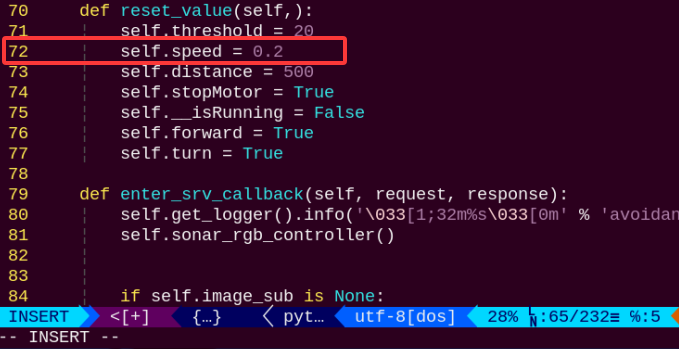 70 def reset_value(self,):
71 self.threshold = 20
72 self.speed = 0.2
73 self.distance = 500
74 self.stopMotor = True
75 self.__isRunning = False
76 self.forward = True
77 self.turn = True
78
79 def enter_srv_callback(self, request, response):
80 self.get_logger().info('\033[1;32m%s\033[0m' % 'avoidan
81 self.sonar_rgb_controller()
82
83
84 if self.image_sub is None:
INSERT <[+] {…} pyt… utf-8[dos] 28% ␊:65/232≡ ℅:5
-- INSERT --